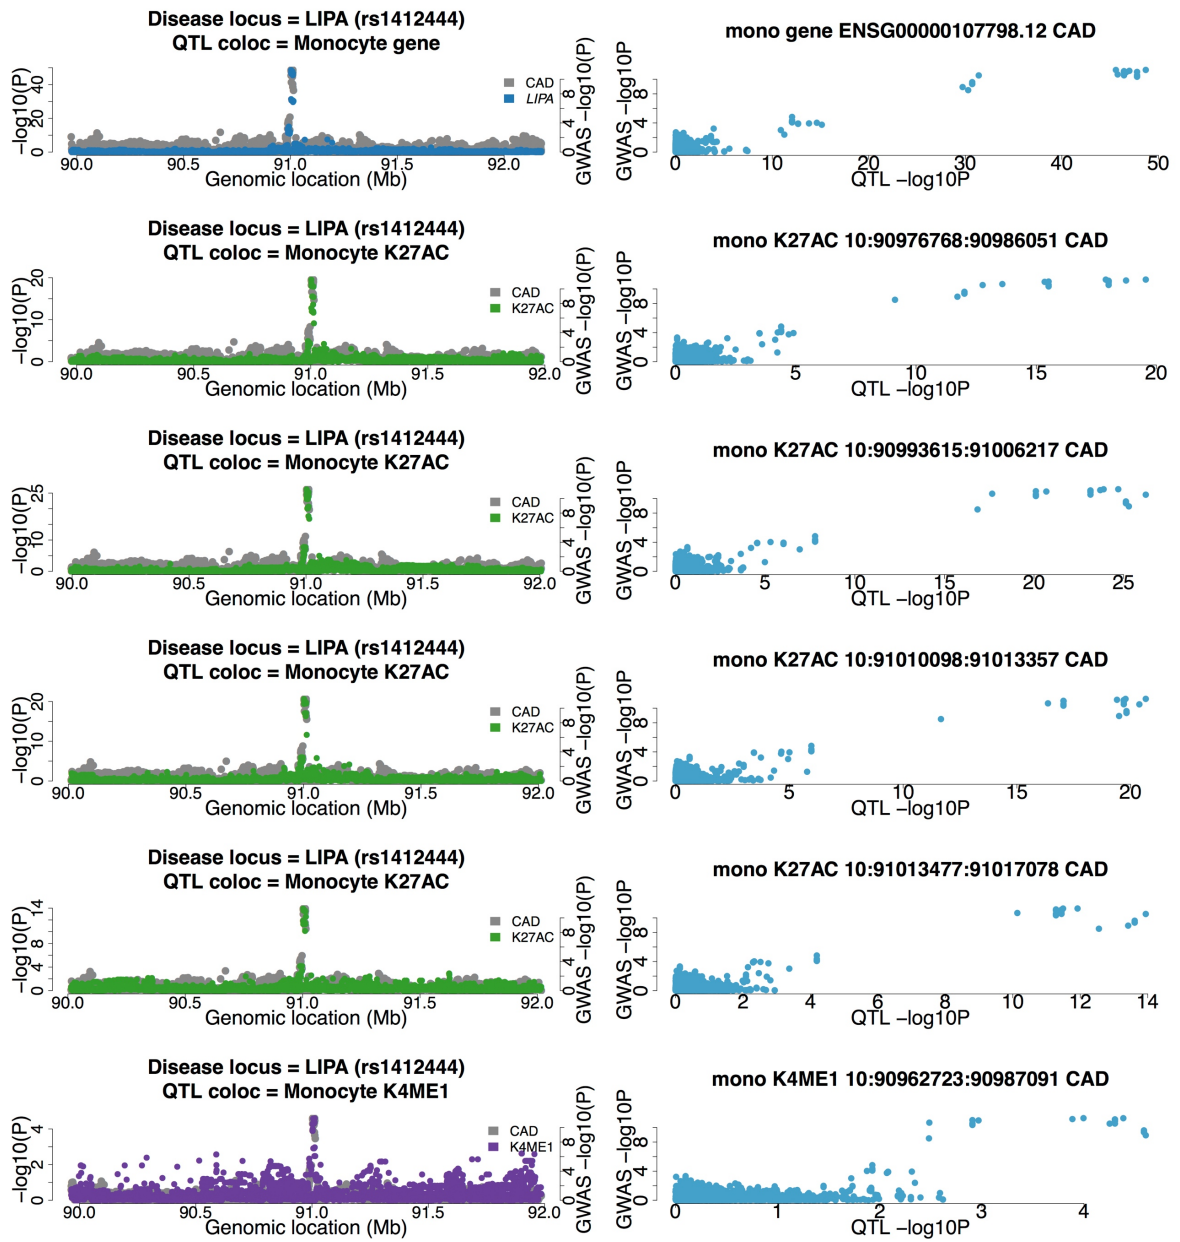 Disease locus = LIPA (rs1412444)
QTL coloc = Monocyte gene
−log10(P)
0 20 40
CAD
LIPA
0 4 8
GWAS −log10(P)
90.0 90.5 91.0 91.5 92.0
Genomic location (Mb)
mono gene ENSG00000107798.12 CAD
GWAS −log10P
0 4 8
0 10 20 30 40 50
QTL −log10P
Disease locus = LIPA (rs1412444)
QTL coloc = Monocyte K27AC
−log10(P)
0 10 20
CAD
K27AC
0 4 8
GWAS −log10(P)
90.0 90.5 91.0 91.5 92.0
Genomic location (Mb)
mono K27AC 10:90976768:90986051 CAD
GWAS −log10P
0 4 8
0 5 10 15 20
QTL −log10P
Disease locus = LIPA (rs1412444)
QTL coloc = Monocyte K27AC
−log10(P)
0 10 25
CAD
K27AC
0 4 8
GWAS −log10(P)
90.0 90.5 91.0 91.5 92.0
Genomic location (Mb)
mono K27AC 10:90993615:91006217 CAD
GWAS −log10P
0 4 8
0 5 10 15 20 25
QTL −log10P
Disease locus = LIPA (rs1412444)
QTL coloc = Monocyte K27AC
−log10(P)
0 10 20
CAD
K27AC
0 4 8
GWAS −log10(P)
90.0 90.5 91.0 91.5 92.0
Genomic location (Mb)
mono K27AC 10:91010098:91013357 CAD
GWAS −log10P
0 4 8
0 5 10 15 20
QTL −log10P
Disease locus = LIPA (rs1412444)
QTL coloc = Monocyte K27AC
−log10(P)
0 4 8 14
CAD
K27AC
0 4 8
GWAS −log10(P)
90.0 90.5 91.0 91.5 92.0
Genomic location (Mb)
mono K27AC 10:91013477:91017078 CAD
GWAS −log10P
0 4 8
0 2 4 6 8 10 12 14
QTL −log10P
Disease locus = LIPA (rs1412444)
QTL coloc = Monocyte K4ME1
−log10(P)
0 2 4
CAD
K4ME1
0 4 8
GWAS −log10(P)
90.0 90.5 91.0 91.5 92.0
Genomic location (Mb)
mono K4ME1 10:90962723:90987091 CAD
GWAS −log10P
0 4 8
0 1 2 3 4
QTL −log10P